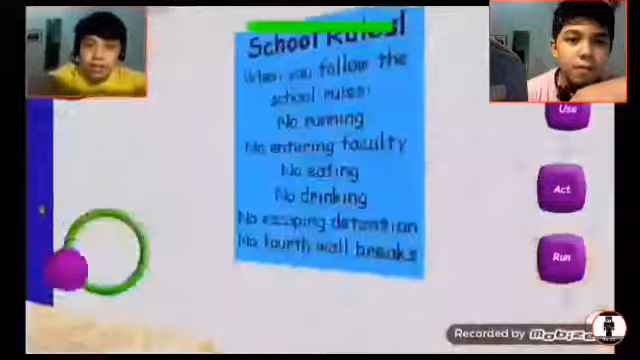 School Rules!
When you follow the
school rules:
No running
No entering faculty
No eating
No drinking
No escaping detention
No fourth wall breaks
Use
Act
Run
Recorded by Mobizen